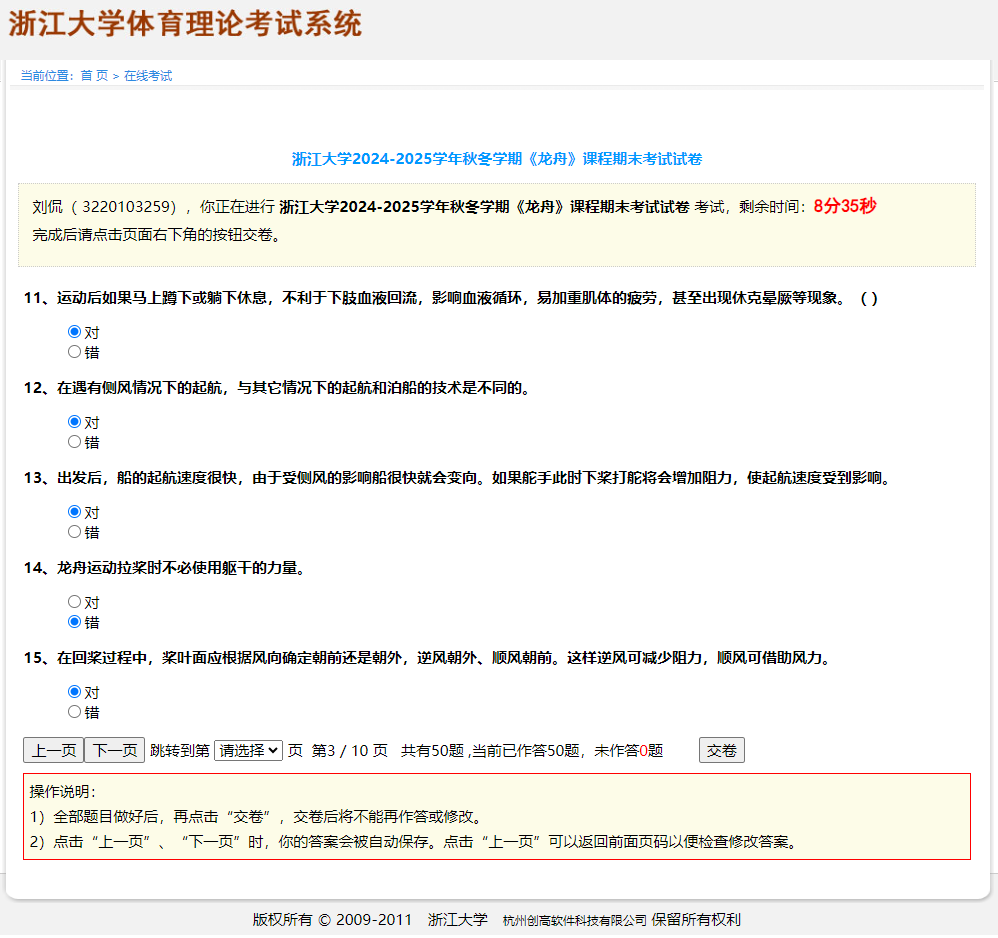 浙江大学体育理论考试系统
当前位置：首 页 > 在线考试
浙江大学2024-2025学年秋冬学期《龙舟》课程期末考试试卷
刘侃（ 3220103259），你正在进行 浙江大学2024-2025学年秋冬学期《龙舟》课程期末考试试卷 考试，剩余时间：8分35秒
完成后请点击页面右下角的按钮交卷。
11、运动后如果马上蹲下或躺下休息，不利于下肢血液回流，影响血液循环，易加重肌体的疲劳，甚至出现休克晕厥等现象。（ ）
对
错
12、在遇有侧风情况下的起航，与其它情况下的起航和泊船的技术是不同的。
对
错
13、出发后，船的起航速度很快，由于受侧风的影响船很快就会变向。如果舵手此时下桨打舵将会增加阻力，使起航速度受到影响。
对
错
14、龙舟运动拉桨时不必使用躯干的力量。
对
错
15、在回桨过程中，桨叶面应根据风向确定朝前还是朝外，逆风朝外、顺风朝前。这样逆风可减少阻力，顺风可借助风力。
对
错
上一页 下一页 跳转到第 请选择 页 第3 / 10 页 共有50题 ,当前已作答50题，未作答0题 交卷
操作说明：
1）全部题目做好后，再点击“交卷”，交卷后将不能再作答或修改。
2）点击“上一页”、“下一页”时，你的答案会被自动保存。点击“上一页”可以返回前面页码以便检查修改答案。
版权所有 © 2009-2011 浙江大学 杭州创高软件科技有限公司 保留所有权利